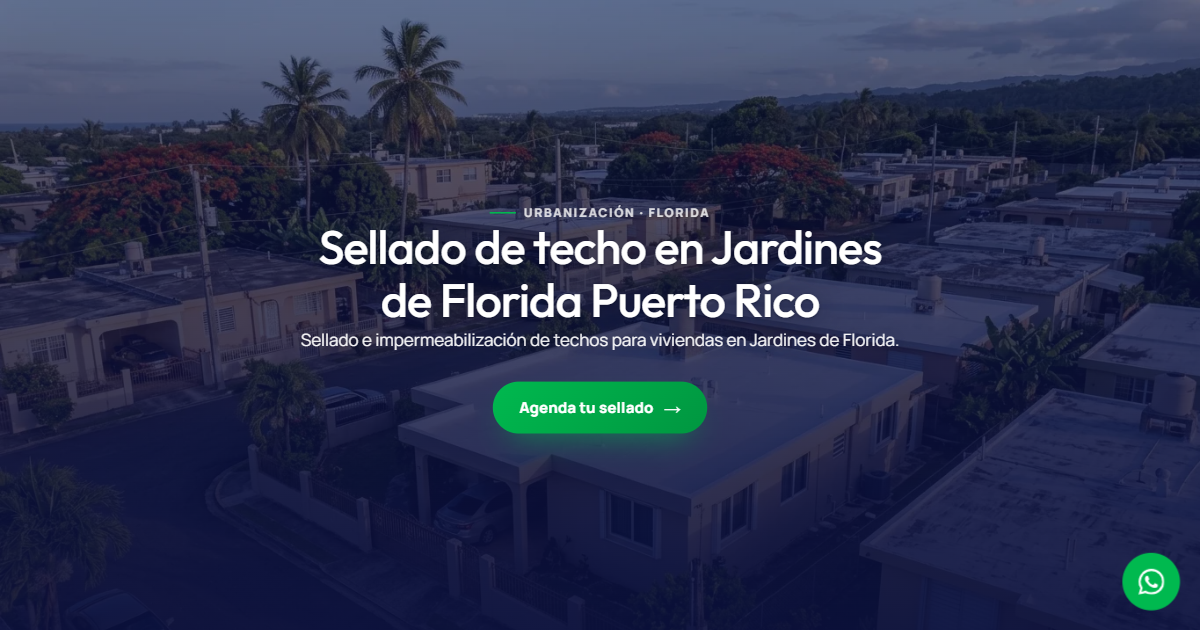 URBANIZACIÓN · FLORIDA
Sellado de techo en Jardines
de Florida Puerto Rico
Sellado e impermeabilización de techos para viviendas en Jardines de Florida.
Agenda tu sellado →